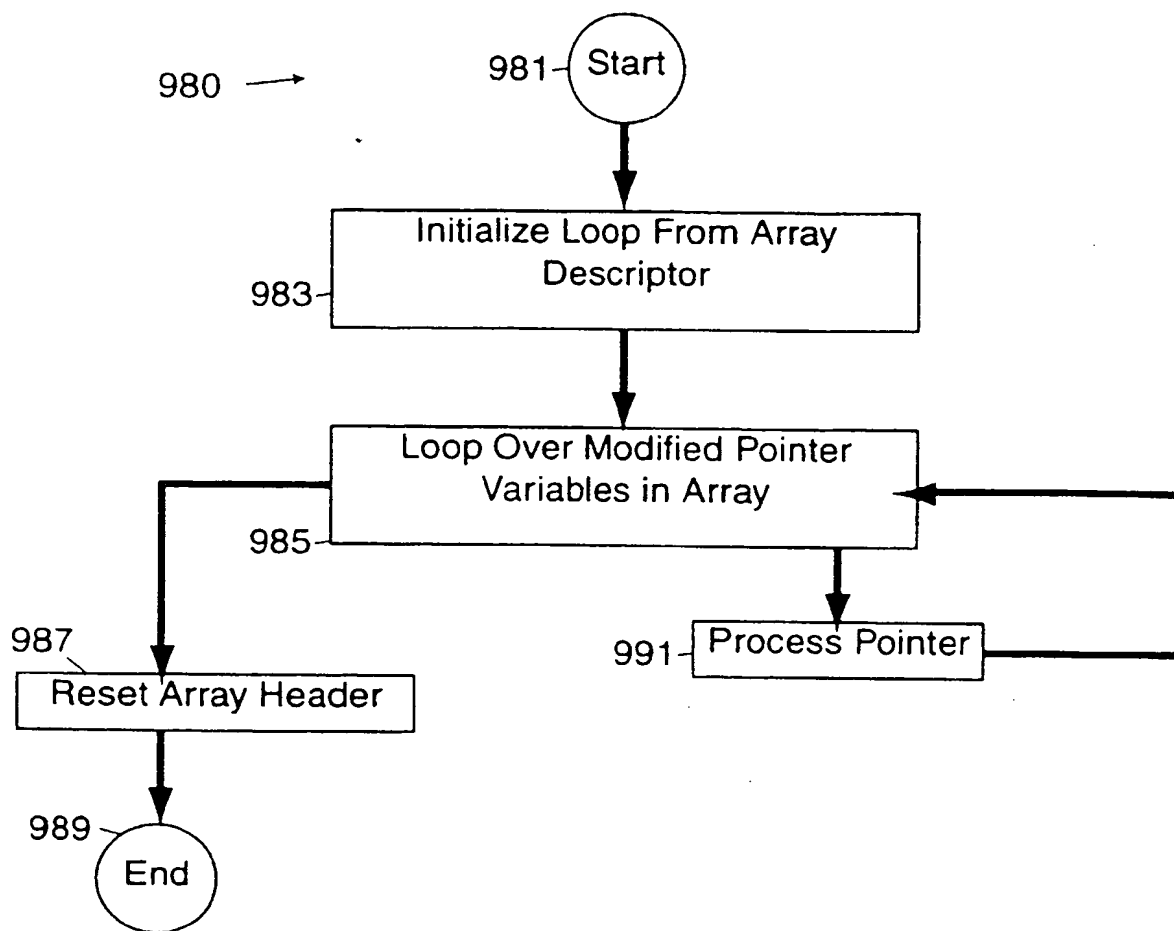 980
981
Start
Initialize Loop From Array
Descriptor
983
Loop Over Modified Pointer
Variables in Array
985
987
Reset Array Header
991
Process Pointer
989
End